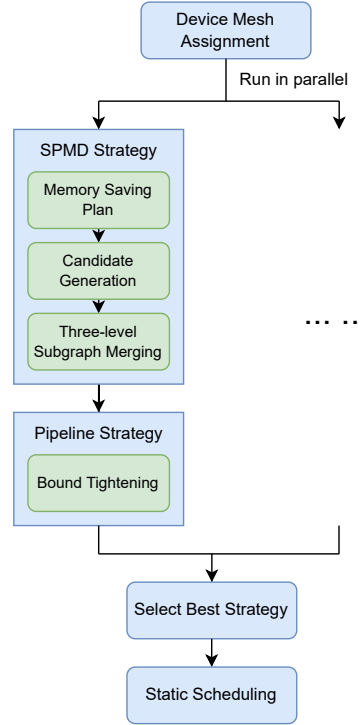 Device Mesh
Assignment
Run in parallel
SPMD Strategy
Memory Saving
Plan
Candidate
Generation
Three-level
Subgraph Merging
... ..
Pipeline Strategy
Bound Tightening
Select Best Strategy
Static Scheduling